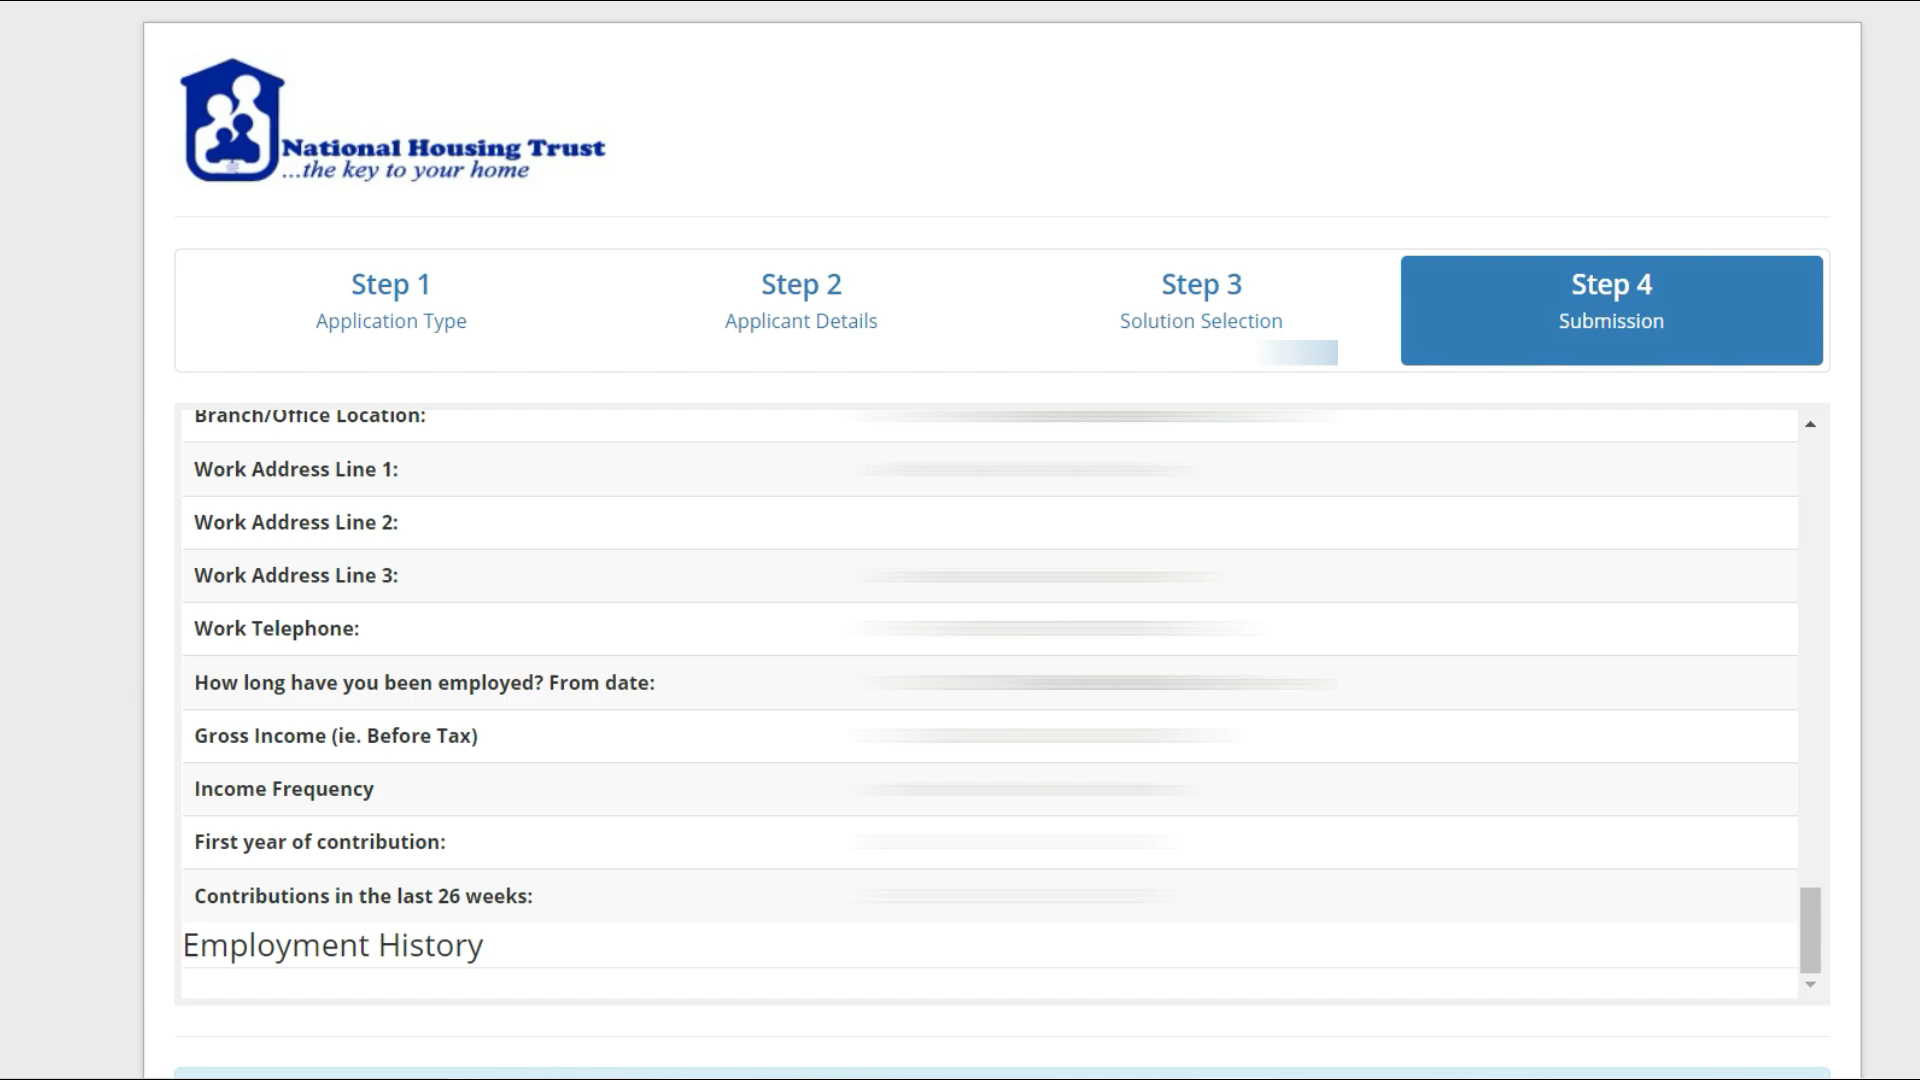 National Housing Trust
...the key to your home
Step 1
Application Type
Step 2
Applicant Details
Step 3
Solution Selection
Step 4
Submission
Branch/Office Location:
Work Address Line 1:
Work Address Line 2:
Work Address Line 3:
Work Telephone:
How long have you been employed? From date:
Gross Income (ie. Before Tax)
Income Frequency
First year of contribution:
Contributions in the last 26 weeks:
Employment History